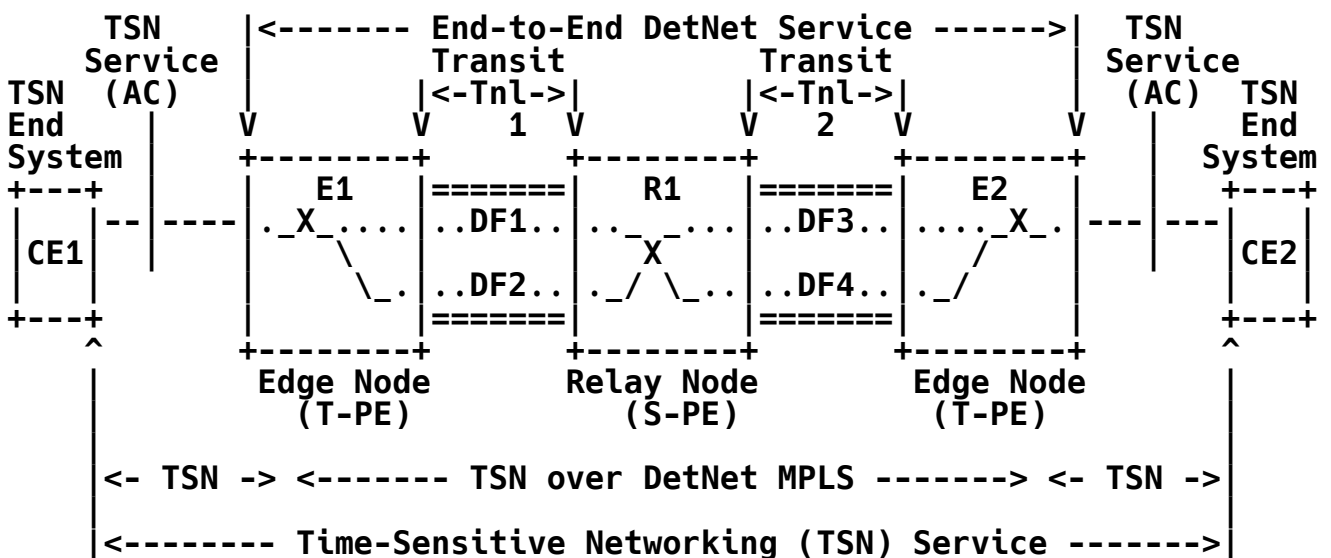 TSN      |<------- End-to-End DetNet Service ------>|  TSN
     Service   |         Transit             Transit      | Service
TSN  (AC)      |        |<-Tnl->|           |<-Tnl->|     |  (AC)   TSN
End     |      V        V   1   V           V   2   V     V    |    End
System  |      +--------+       +--------+       +--------+    |  System
+---+   |      |   E1   |=======|   R1   |=======|   E2   |    |   +---+
|   |--|----|._X_....|..DF1..|.._ _...|..DF3..|...._X_.|---|---|   |
|CE1|   |      |    \   |       |   X    |       |   /    |    |   |CE2|
|   |          |     \_.|..DF2..|._/ \_..|..DF4..|._/     |        |   |
+---+          |        |=======|        |=======|        |        +---+
    ^          +--------+       +--------+       +--------+        ^
    |          Edge Node       Relay Node        Edge Node         |
    |            (T-PE)          (S-PE)            (T-PE)          |
    |                                                              |
    |<- TSN -> <------- TSN over DetNet MPLS -------> <- TSN ->|
    |                                                              |
    |<-------- Time-Sensitive Networking (TSN) Service ------->|